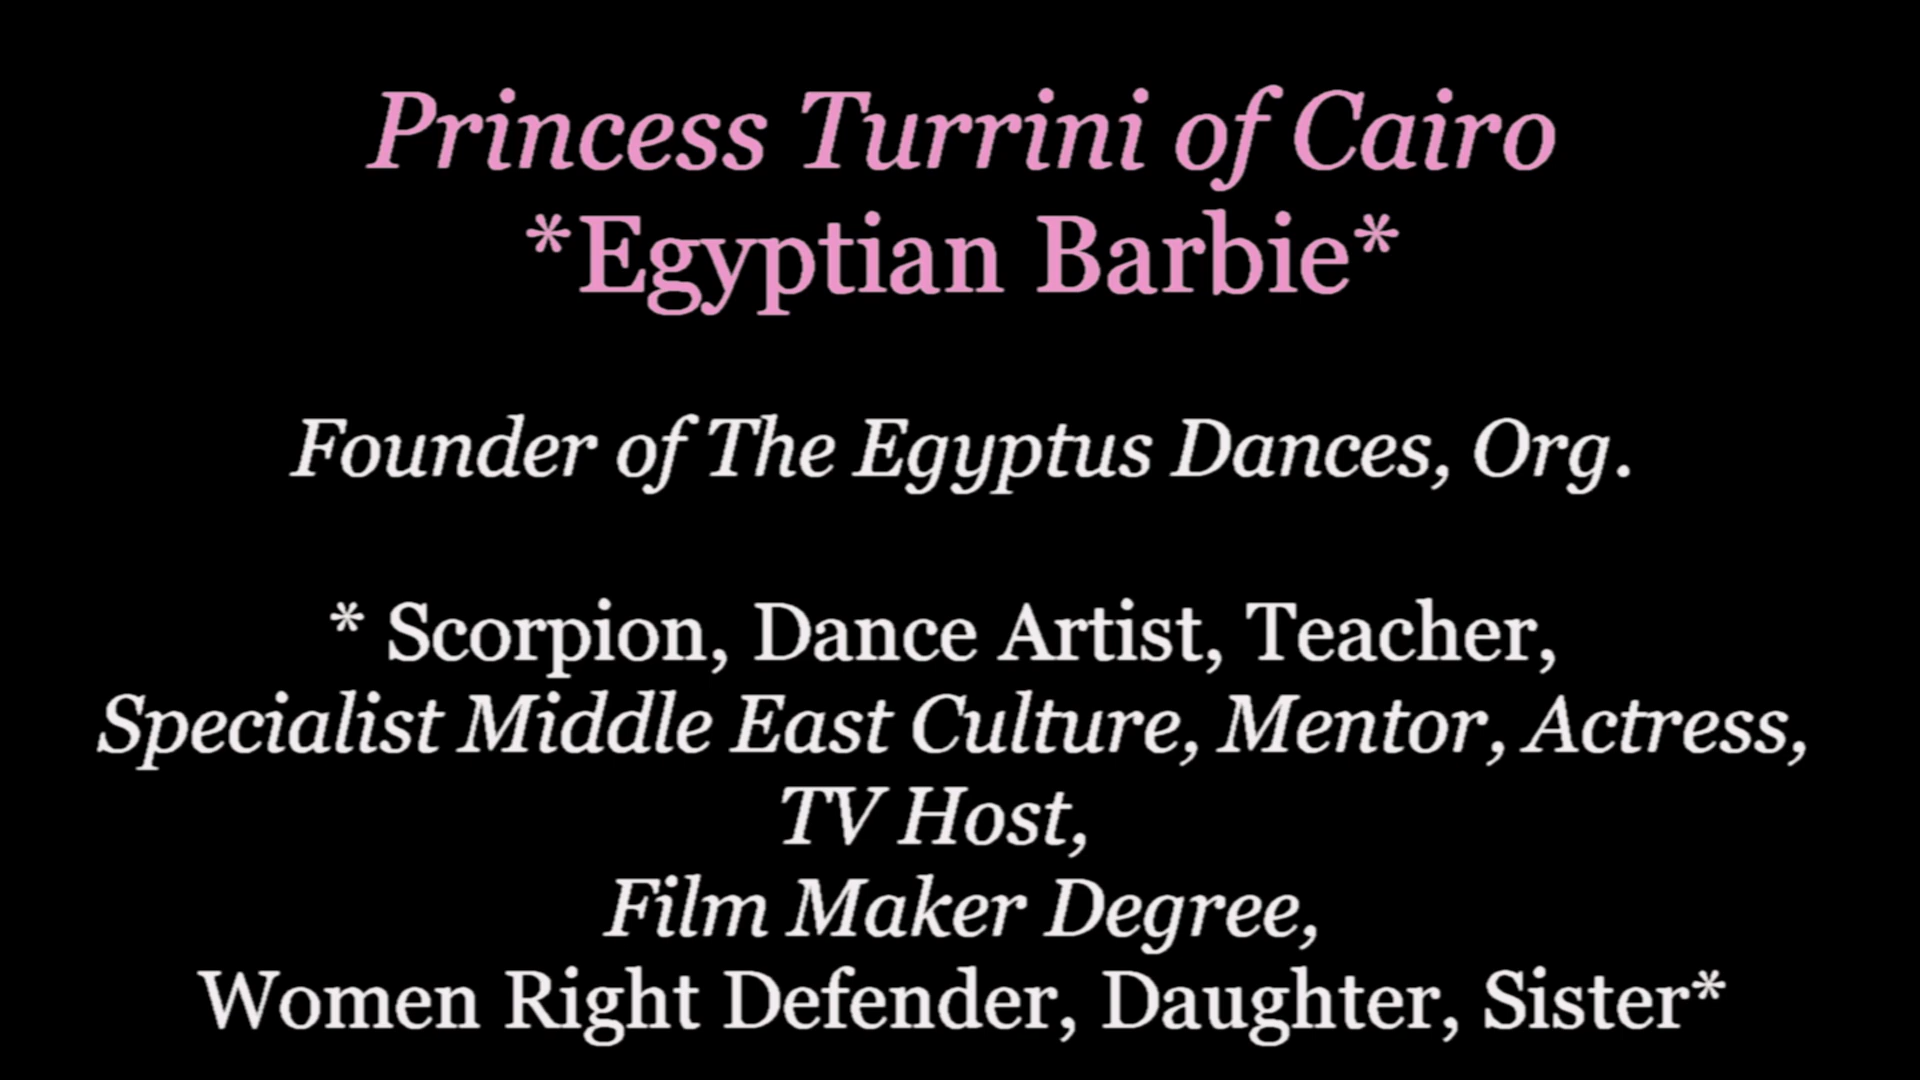 Princess Turrini of Cairo
*Egyptian Barbie*
Founder of The Egyptus Dances, Org.
* Scorpion, Dance Artist, Teacher,
Specialist Middle East Culture, Mentor, Actress,
TV Host,
Film Maker Degree,
Women Right Defender, Daughter, Sister*